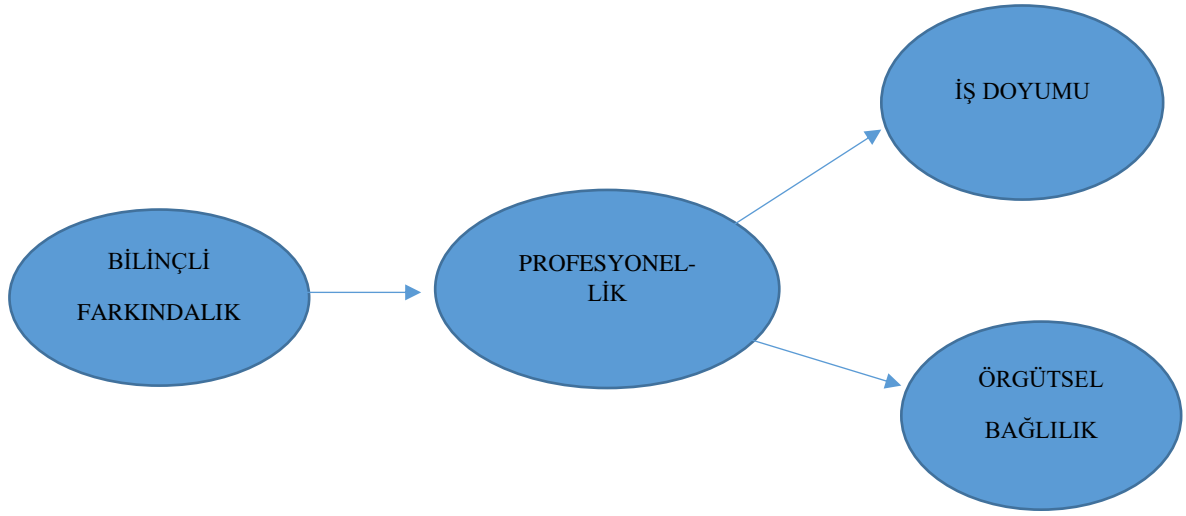 İŞ DOYUMU
BİLİNÇLİ
FARKINDALIK
PROFESYONEL-
LİK
ÖRGÜTSEL
BAĞLILIK